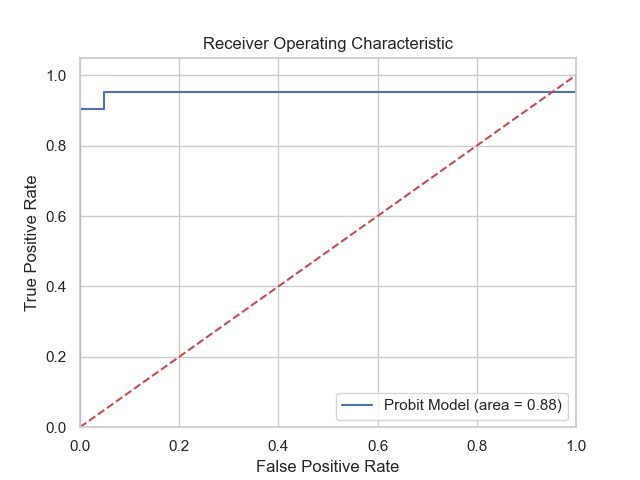 Receiver Operating Characteristic
True Positive Rate
1.0
0.8
0.6
0.4
0.2
0.0
Probit Model (area = 0.88)
0.0 0.2 0.4 0.6 0.8 1.0
False Positive Rate